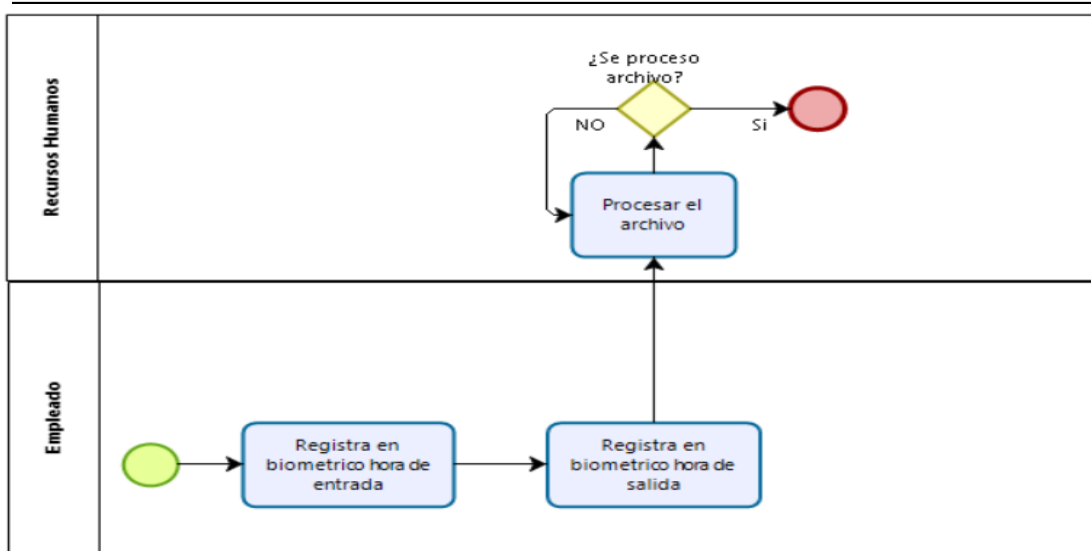 Recursos Humanos
¿Se proceso
archivo?
NO
Si
Procesar el
archivo
Empleado
Registra en
biometrico hora de
entrada
Registra en
biometrico hora de
salida